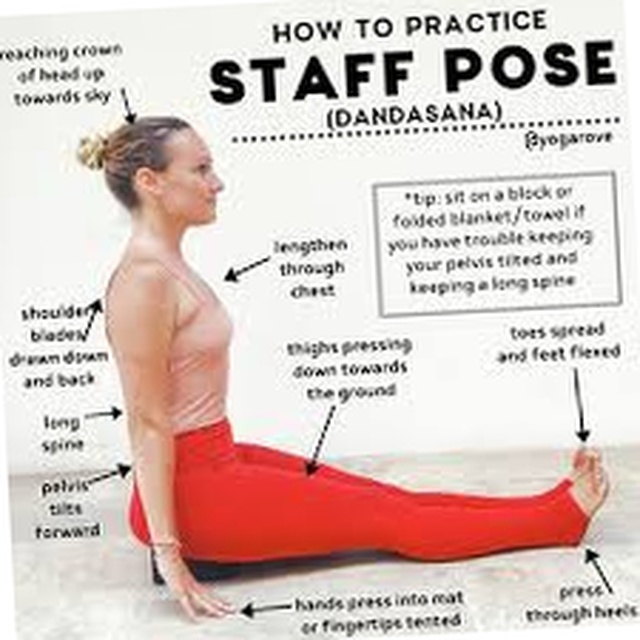 HOW TO PRACTICE
STAFF POSE
(DANDASANA)
@yogarove
reaching crown
of head up
towards sky
*tip: sit on a block or
folded blanket/towel if
you have trouble keeping
your pelvis tilted and
keeping a long spine
lengthen
through
chest
shoulder
blades
drawn down
and back
thighs pressing
down towards
the ground
toes spread
and feet flexed
long
spine
pelvis
tilts
forward
hands press into mat
or fingertips tented
press
through heels